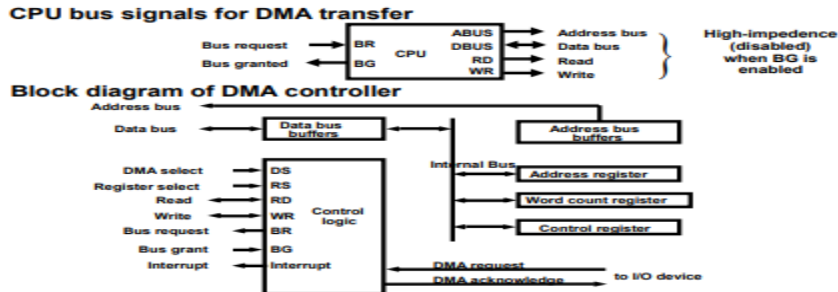 CPU bus signals for DMA transfer
Bus request BR CPU ABUS Address bus High-impedence
Bus granted BG DBUS Data bus (disabled)
RD Read when BG is
WR Write enabled
Block diagram of DMA controller
Address bus
Data bus Data bus buffers Address bus buffers
Internal Bus
DMA select DS Address register
Register select RS
Read RD Control logic Word count register
Write WR
Bus request BR Control register
Bus grant BG
Interrupt Interrupt DMA request
DMA acknowledge to I/O device